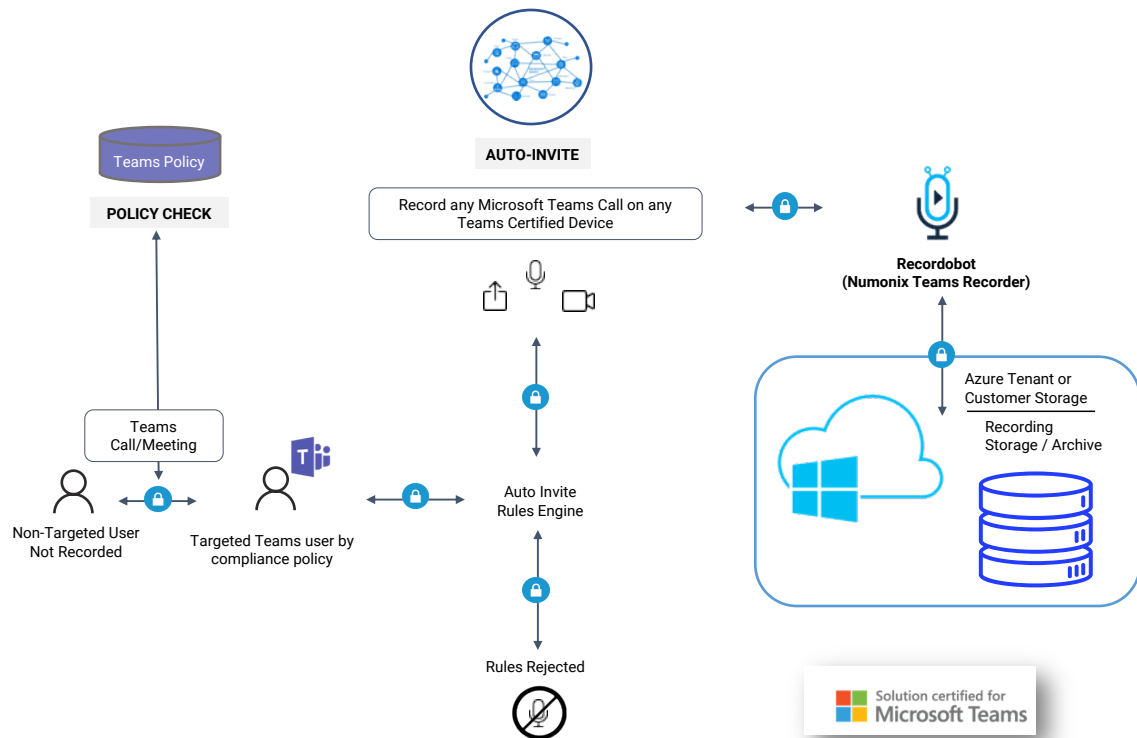 AUTO-INVITE
Teams Policy
POLICY CHECK
Record any Microsoft Teams Call on any
Teams Certified Device
Recordobot
(Numonix Teams Recorder)
Azure Tenant or
Customer Storage
Recording
Storage / Archive
Teams
Call/Meeting
T
Non-Targeted User
Not Recorded
Targeted Teams user by
compliance policy
Auto Invite
Rules Engine
Rules Rejected
Solution certified for
Microsoft Teams